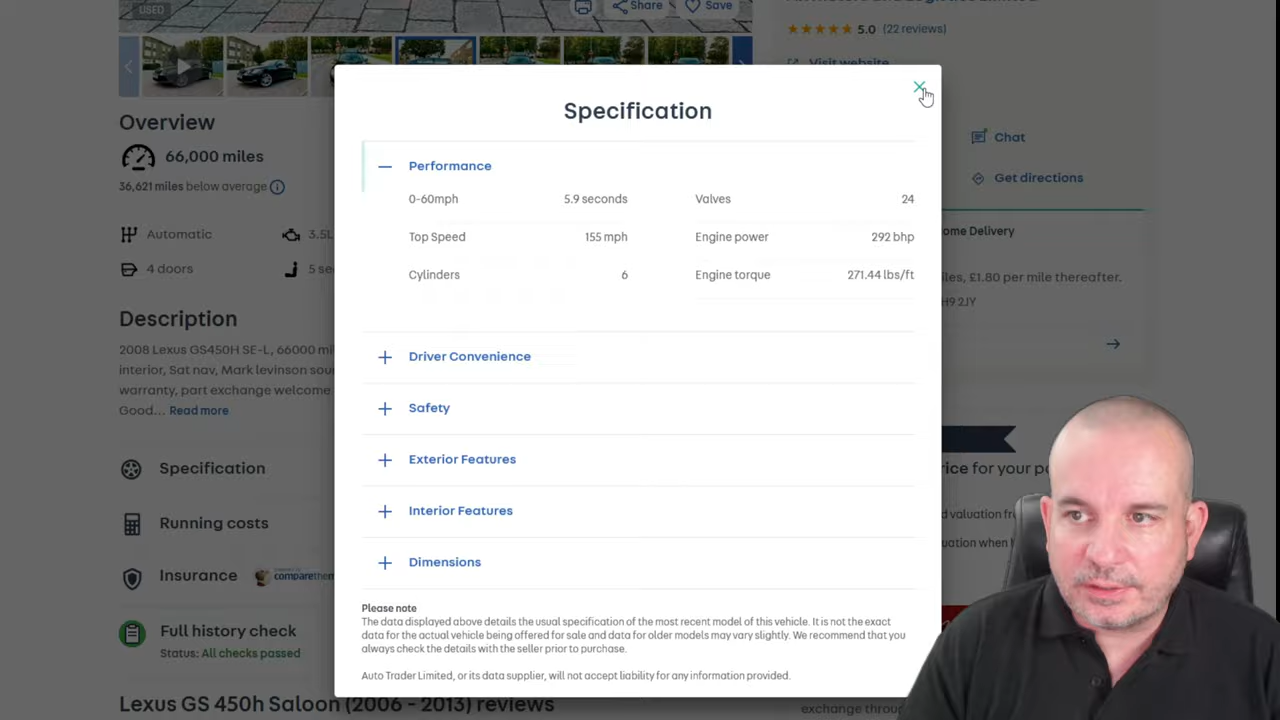 USED
Share
Save
5.0 (22 reviews)
Visit website
Overview
66,000 miles
36,621 miles below average
Automatic
3.5L
4 doors
Description
2008 Lexus GS450H SE-L, 66000
interior, Sat nav, Mark levinson
warranty, part exchange welcome
Good… Read more
Specification
Running costs
Insurance
Full history check
Status: All checks passed
Lexus GS 450h Saloon (2006 - 2013) reviews
Specification
Performance
0-60mph 5.9 seconds Valves 24
Top Speed 155 mph Engine power 292 bhp
Cylinders 6 Engine torque 271.44 lbs/ft
Driver Convenience
Safety
Exterior Features
Interior Features
Dimensions
Please note
The data displayed above details the usual specification of the most recent model of this vehicle. It is not the exact
data for the actual vehicle being offered for sale and data for older models may vary slightly. We recommend that you
always check the details with the seller prior to purchase.
Auto Trader Limited, or its data supplier, will not accept liability for any information provided.
Chat
Get directions
ome Delivery
iles, £1.80 per mile thereafter.
H9 2JY
rice for your
d valuation
uation when
exchange